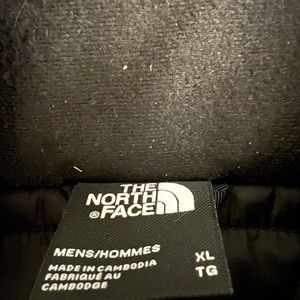 THE
NORTH
®FACE
MENS/HOMMES XL
MADE IN CAMBODIA TG
FABRIQUÉ AU
CAMBODGE